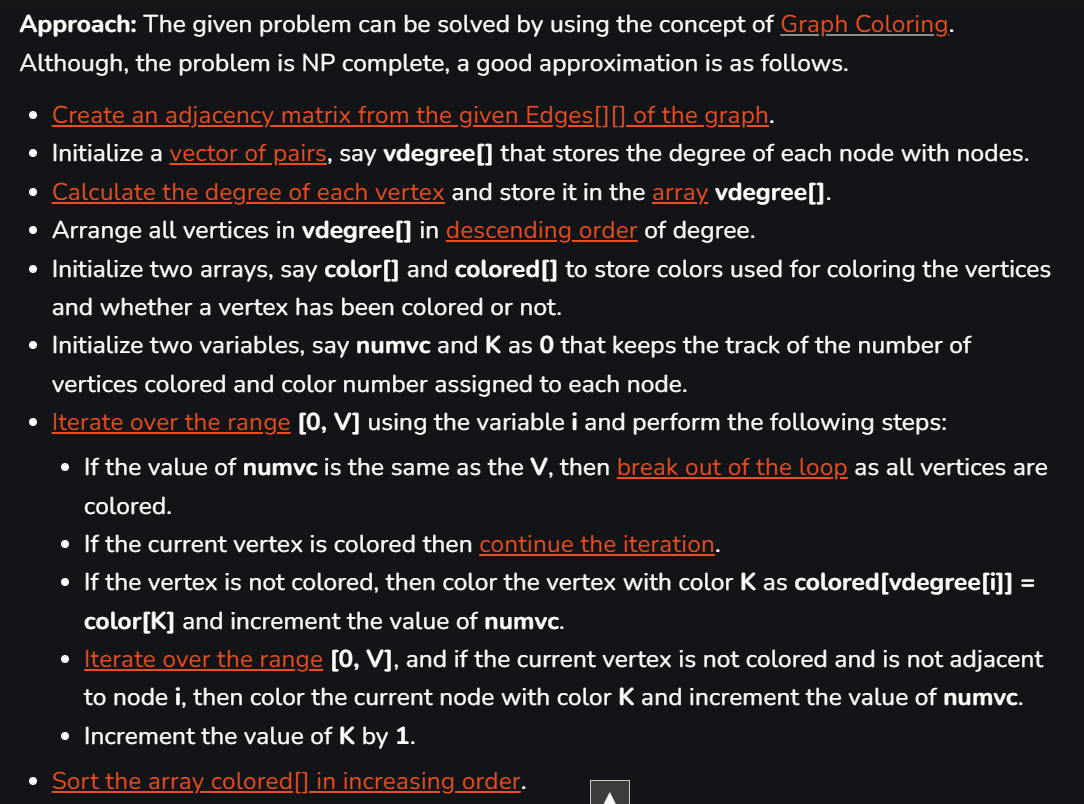 Approach: The given problem can be solved by using the concept of Graph Coloring.
Although, the problem is NP complete, a good approximation is as follows.
• Create an adjacency matrix from the given Edges[][] of the graph.
• Initialize a vector of pairs, say vdegree[] that stores the degree of each node with nodes.
• Calculate the degree of each vertex and store it in the array vdegree[].
• Arrange all vertices in vdegree[] in descending order of degree.
• Initialize two arrays, say color[] and colored[] to store colors used for coloring the vertices
and whether a vertex has been colored or not.
• Initialize two variables, say numvc and K as 0 that keeps the track of the number of
vertices colored and color number assigned to each node.
• Iterate over the range [0, V] using the variable i and perform the following steps:
• If the value of numvc is the same as the V, then break out of the loop as all vertices are
colored.
• If the current vertex is colored then continue the iteration.
• If the vertex is not colored, then color the vertex with color K as colored[vdegree[i]] =
color[K] and increment the value of numvc.
• Iterate over the range [0, V], and if the current vertex is not colored and is not adjacent
to node i, then color the current node with color K and increment the value of numvc.
• Increment the value of K by 1.
• Sort the array colored[] in increasing order.